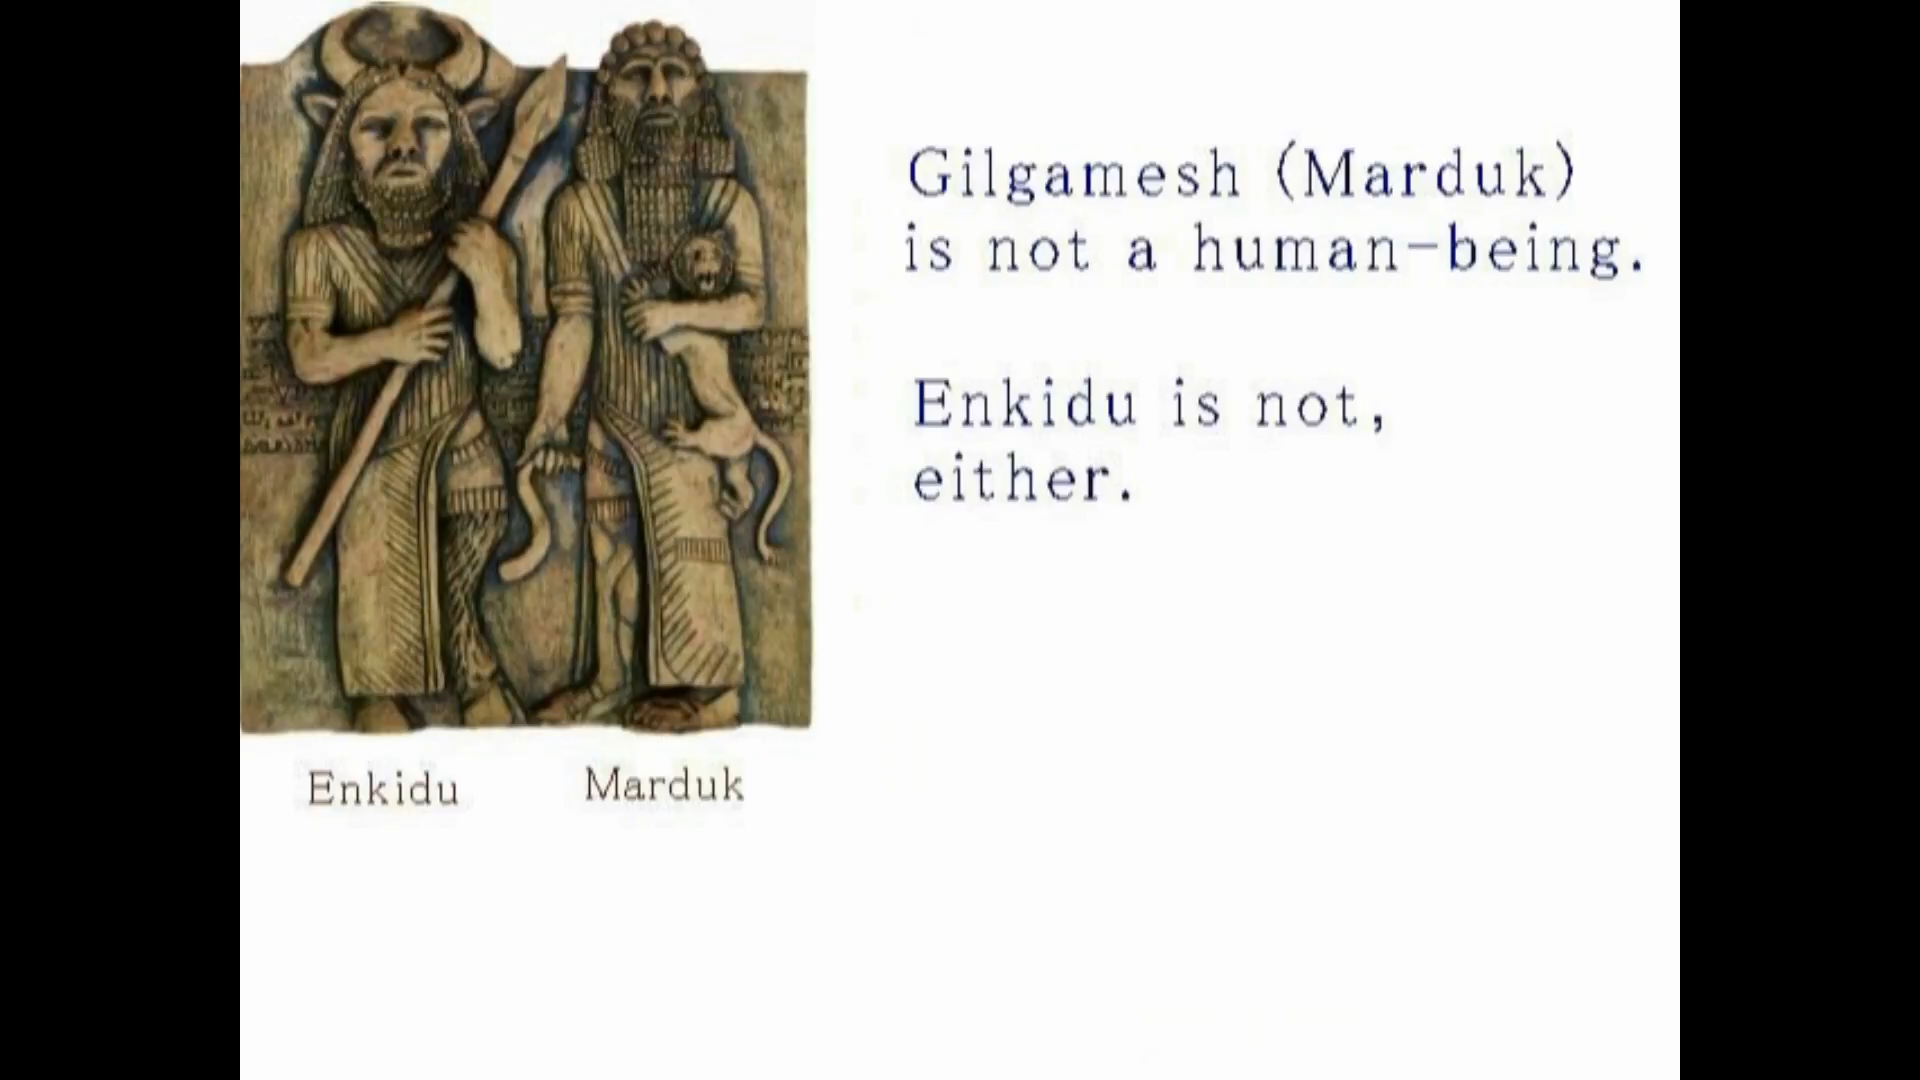 Gilgamesh (Marduk)
is not a human-being.
Enkidu is not,
either.
Enkidu
Marduk